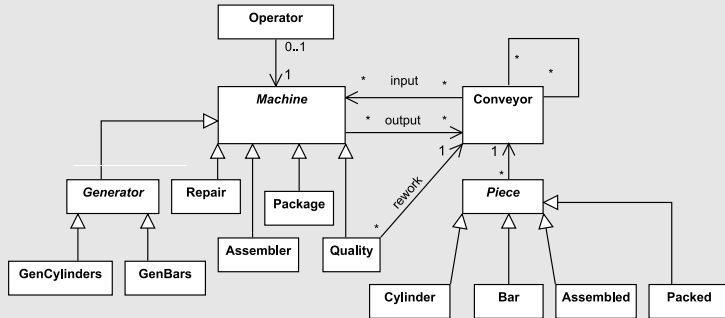 Operator
0..1
1
Machine
* input *
* output *
Conveyor
*
*
1
1
rework
*
*
Generator
Repair
Package
Piece
Assembler
Quality
GenCylinders
GenBars
Cylinder
Bar
Assembled
Packed